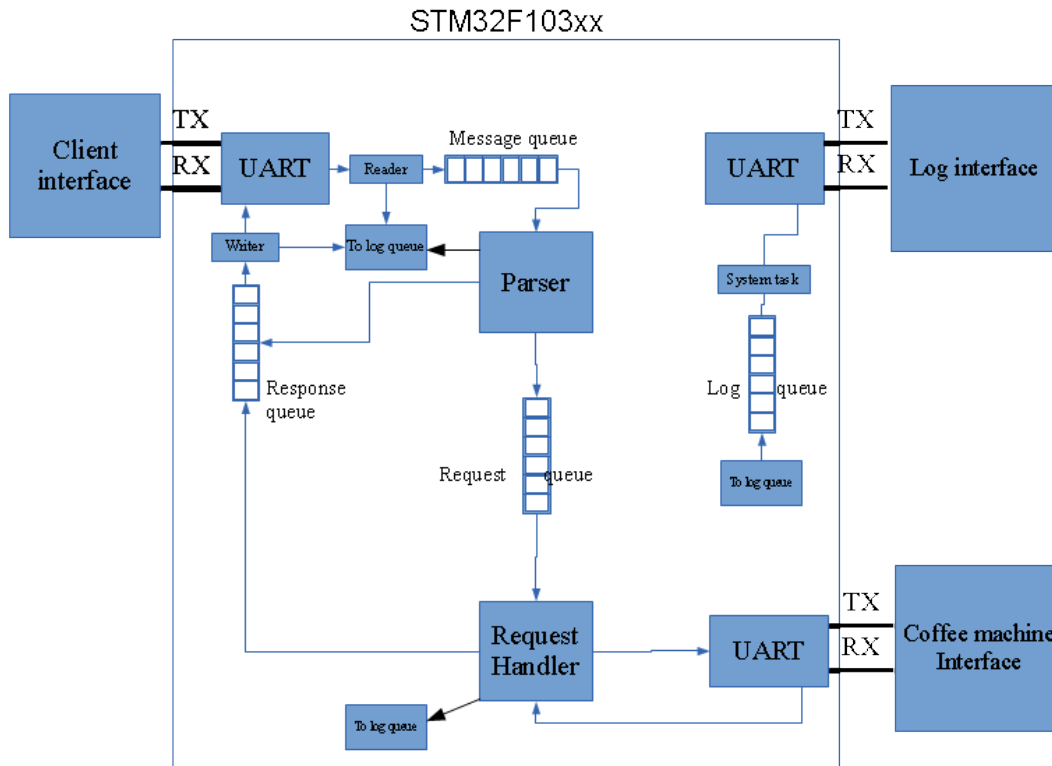 STM32F103xx
Client
interface
TX
RX
UART
Reader
Message queue
TX
RX
UART
Log interface
Writer
To log queue
Parser
System task
Response
queue
Log queue
Request queue
To log queue
Request
Handler
UART
TX
RX
Coffee machine
Interface
To log queue